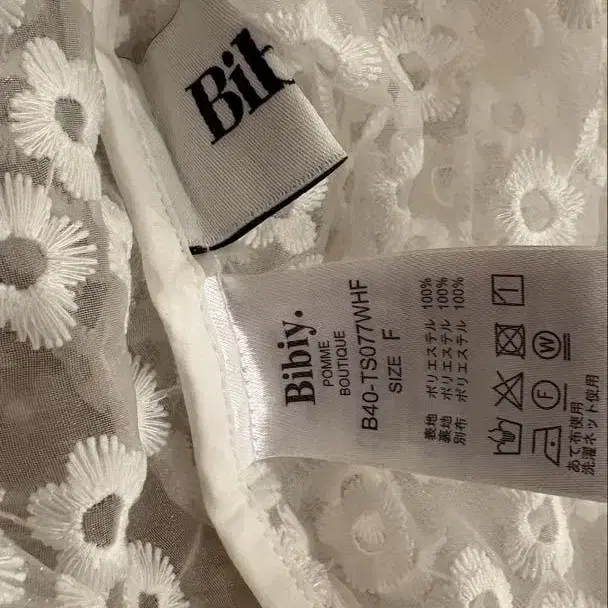 Bib
Bibiy.
POMME
BOUTIQUE
B40-TS077WHF
SIZE F
表地 ポリエステル 100%
裏地 ポリエステル 100%
別布 ポリエステル 100%
F
W
あて布使用
洗濯ネット使用